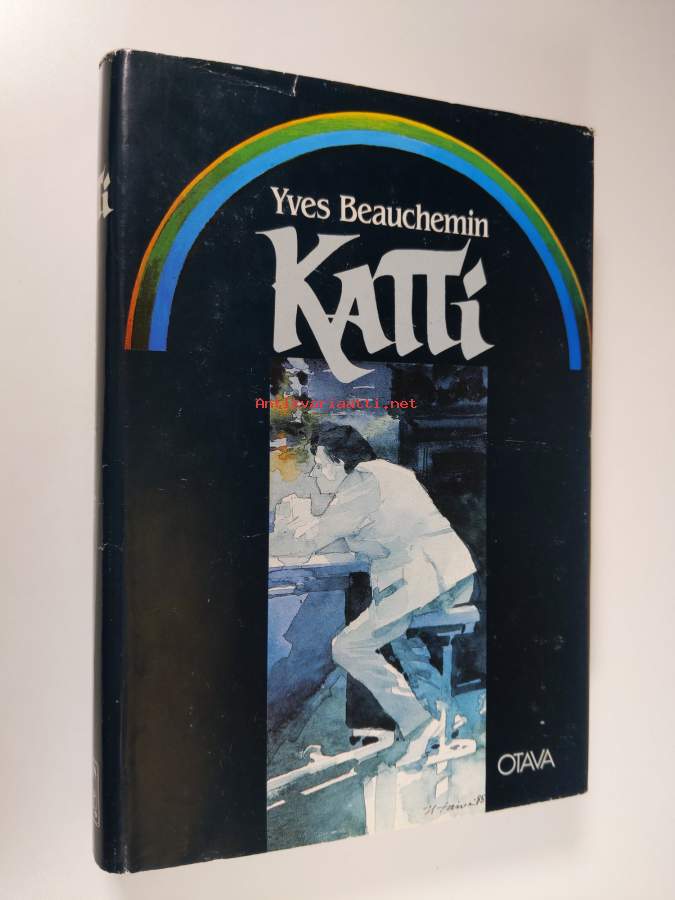 Yves Beauchemin
KATTi
Antikvariaatti.net
OTAVA